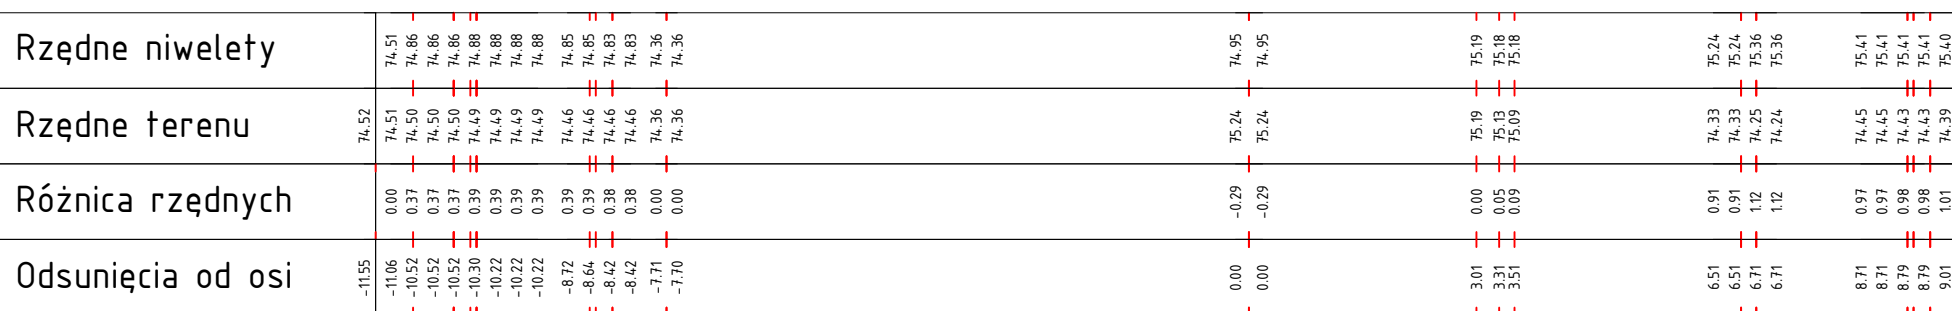 Rzędne niwelety 74.51 74.86 74.86 74.86 74.88 74.88 74.88 74.88 74.85 74.85 74.83 74.83 74.36 74.36 74.95 74.95 75.19 75.18 75.18 75.24 75.24 75.36 75.36 75.41 75.41 75.41 75.41 75.40
Rzędne terenu 74.52 74.51 74.50 74.50 74.50 74.49 74.49 74.49 74.49 74.46 74.46 74.46 74.46 74.36 74.36 75.24 75.24 75.19 75.13 75.09 74.33 74.33 74.25 74.24 74.45 74.45 74.43 74.43 74.39
Różnica rzędnych 0.00 0.37 0.37 0.37 0.39 0.39 0.39 0.39 0.39 0.39 0.38 0.38 0.00 0.00 -0.29 -0.29 0.00 0.05 0.09 0.91 0.91 1.12 1.12 0.97 0.97 0.98 0.98 1.01
Odsunięcia od osi -11.55 -11.06 -10.52 -10.52 -10.52 -10.30 -10.22 -10.22 -10.22 -8.72 -8.64 -8.42 -8.42 -7.71 -7.70 0.00 0.00 3.01 3.31 3.51 6.51 6.51 6.71 6.71 8.71 8.71 8.79 8.79 9.01